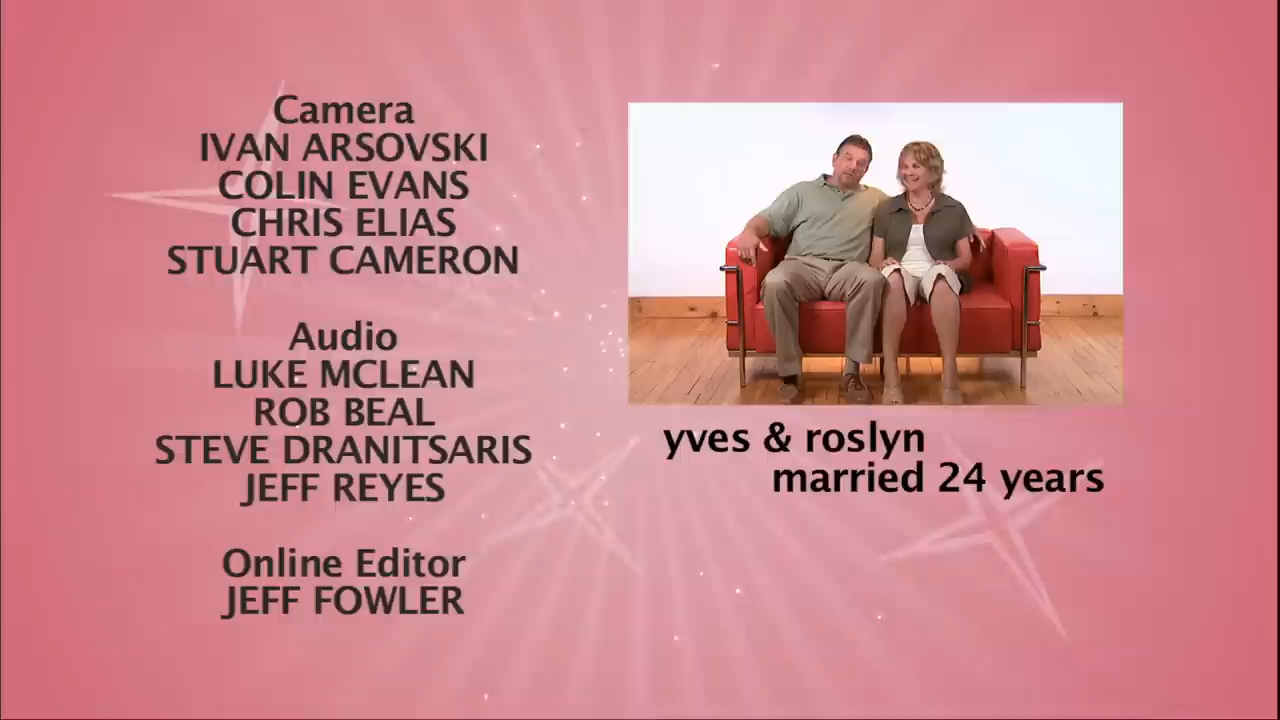 Camera
IVAN ARSOVSKI
COLIN EVANS
CHRIS ELIAS
STUART CAMERON
Audio
LUKE MCLEAN
ROB BEAL
STEVE DRANITSARIS
JEFF REYES
Online Editor
JEFF FOWLER
yves & roslyn
married 24 years